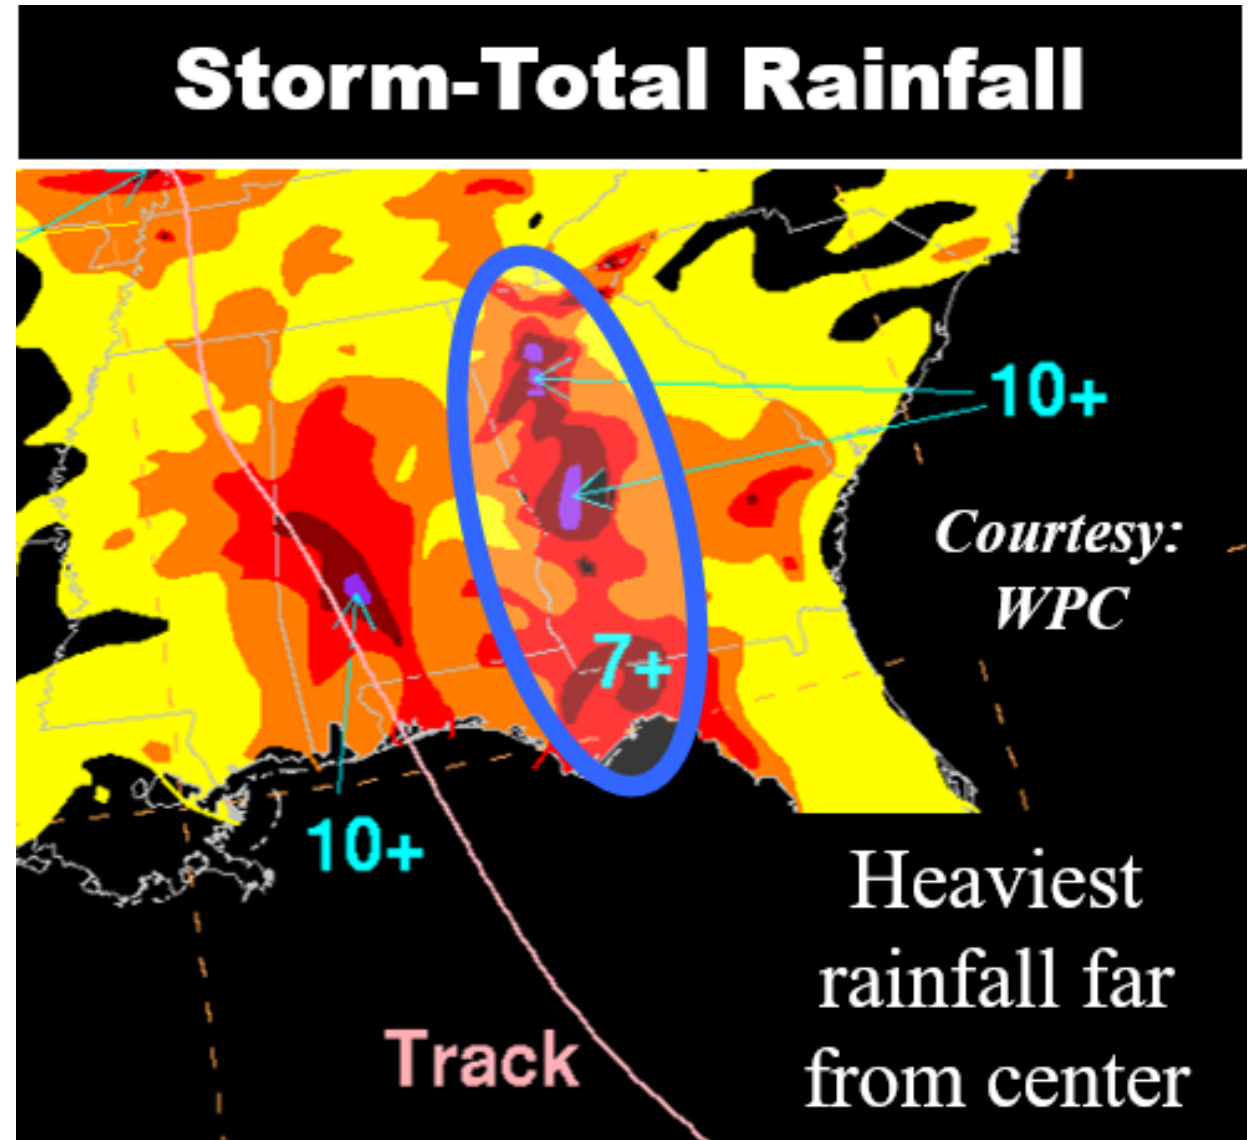 Storm-Total Rainfall
10+
Courtesy:
WPC
7+
10+
Heaviest
rainfall far
from center
Track